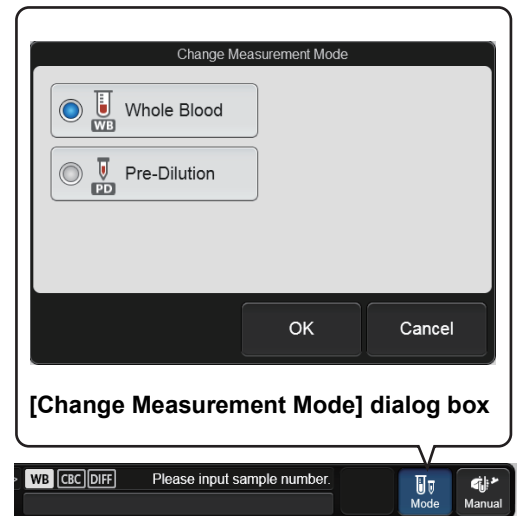 Change Measurement Mode
WB Whole Blood
PD Pre-Dilution
OK Cancel
[Change Measurement Mode] dialog box
WB CBC DIFF Please input sample number.
Mode Manual